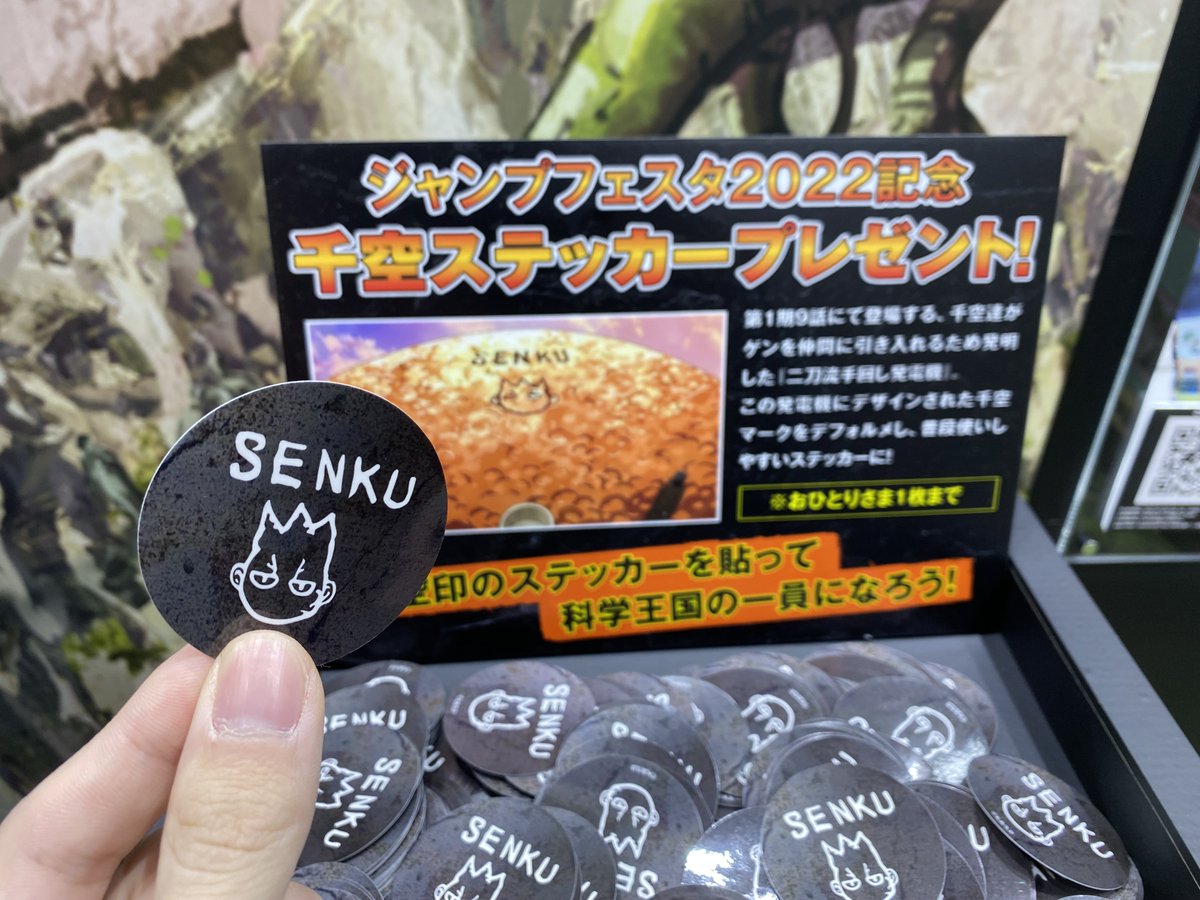 ジャンプフェスタ2022記念
千空ステッカープレゼント!
第1期9話にて登場する、千空達が
ゲンを仲間に引き入れるため発明
した「二刀流手回し発電機」。
この発電機にデザインされた千空
マークをデフォルメし、普段使いし
やすいステッカーに!
※おひとりさま1枚まで
SENKU
SENKU
空印のステッカーを貼って
科学王国の一員になろう!
SENKU
SENKU
SENKU
SENKU
SENKU
SENKU
SE